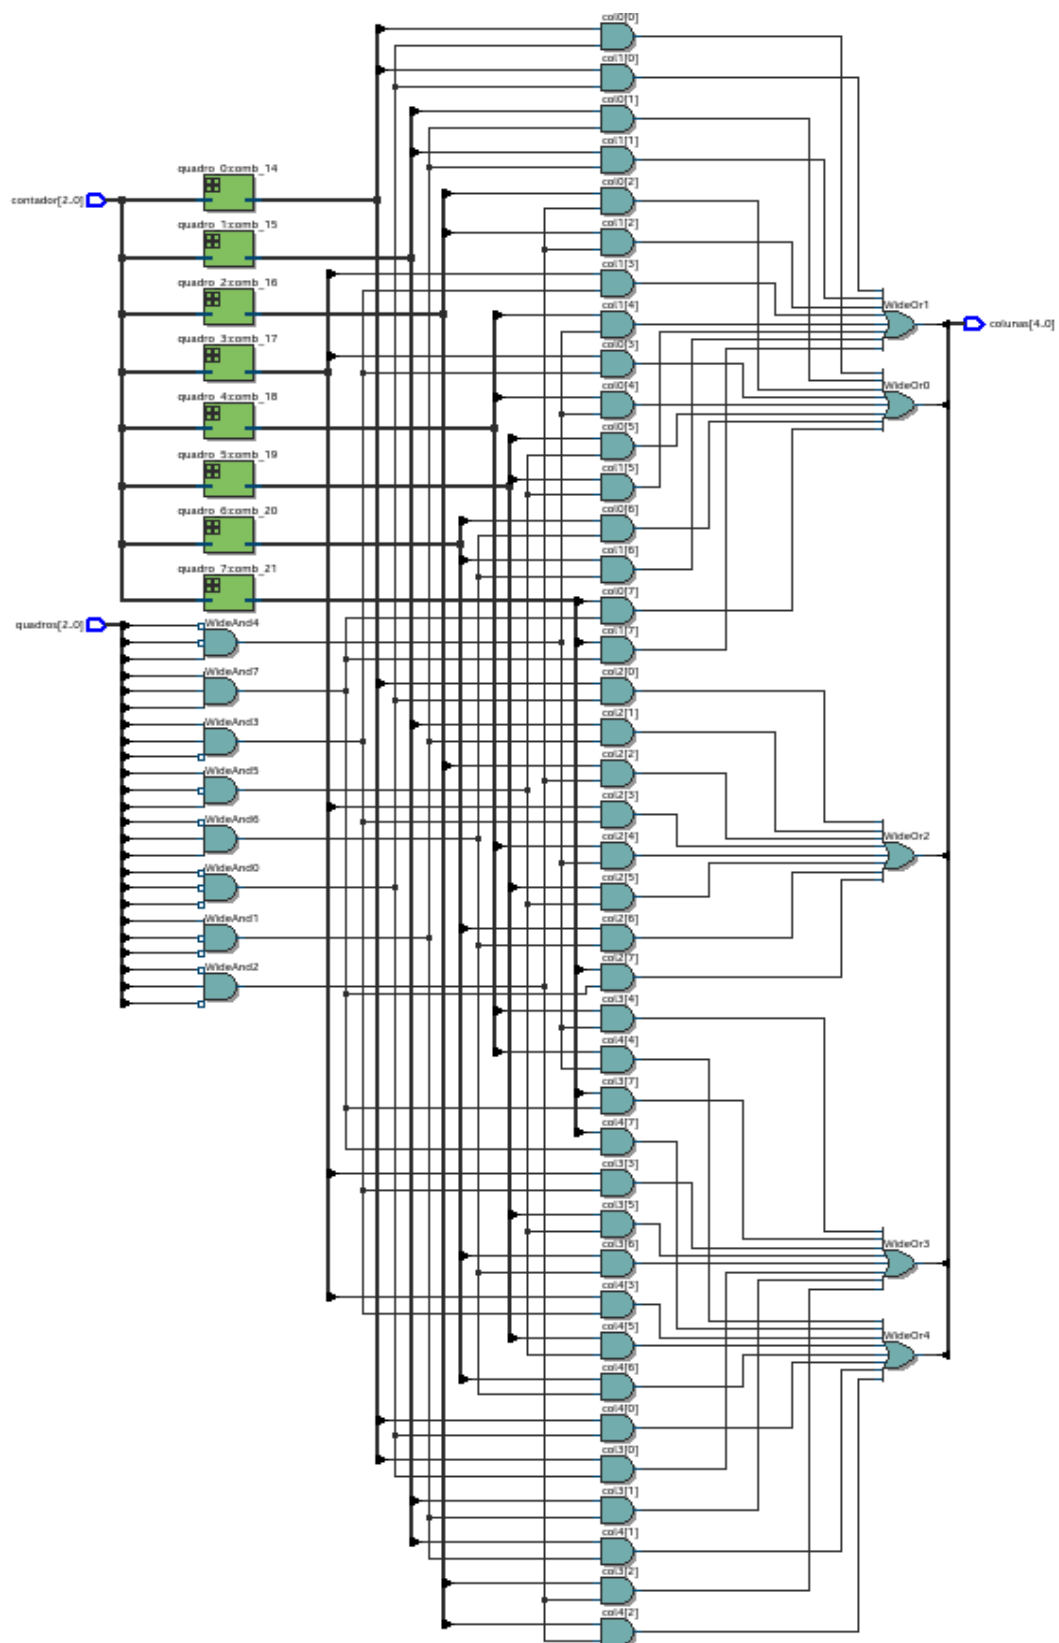 col0[0]
col1[0]
col0[1]
col1[1]
quadro_0:comb_14
contador[2..0]
col0[2]
quadro_1:comb_15
col1[2]
col1[3]
quadro_2:comb_16
col1[4]
WideOr1
colunas[4..0]
quadro_3:comb_17
col0[3]
col0[4]
WideOr0
quadro_4:comb_18
col0[5]
quadro_5:comb_19
col1[5]
quadro_6:comb_20
col0[6]
col1[6]
quadro_7:comb_21
col0[7]
quadros[2..0]
WideAnd4
col1[7]
WideAnd7
col2[0]
WideAnd3
col2[1]
col2[2]
WideAnd5
col2[3]
WideAnd6
col2[4]
WideOr2
WideAnd0
col2[5]
WideAnd1
col2[6]
col2[7]
WideAnd2
col3[4]
col4[4]
col3[7]
col4[7]
col3[3]
col3[5]
col3[6]
WideOr3
col4[3]
col4[5]
WideOr4
col4[6]
col4[0]
col3[0]
col3[1]
col4[1]
col3[2]
col4[2]